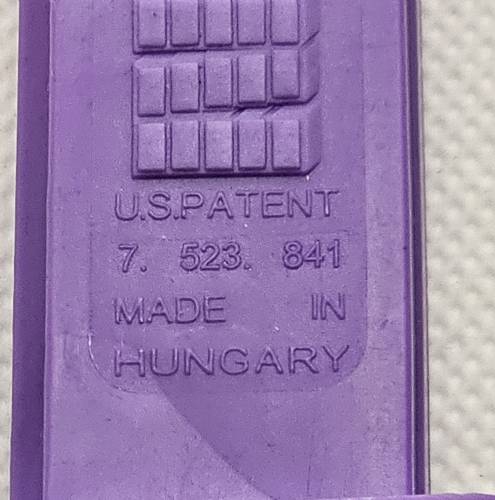 U.S.PATENT
7. 523. 841
MADE IN
HUNGARY